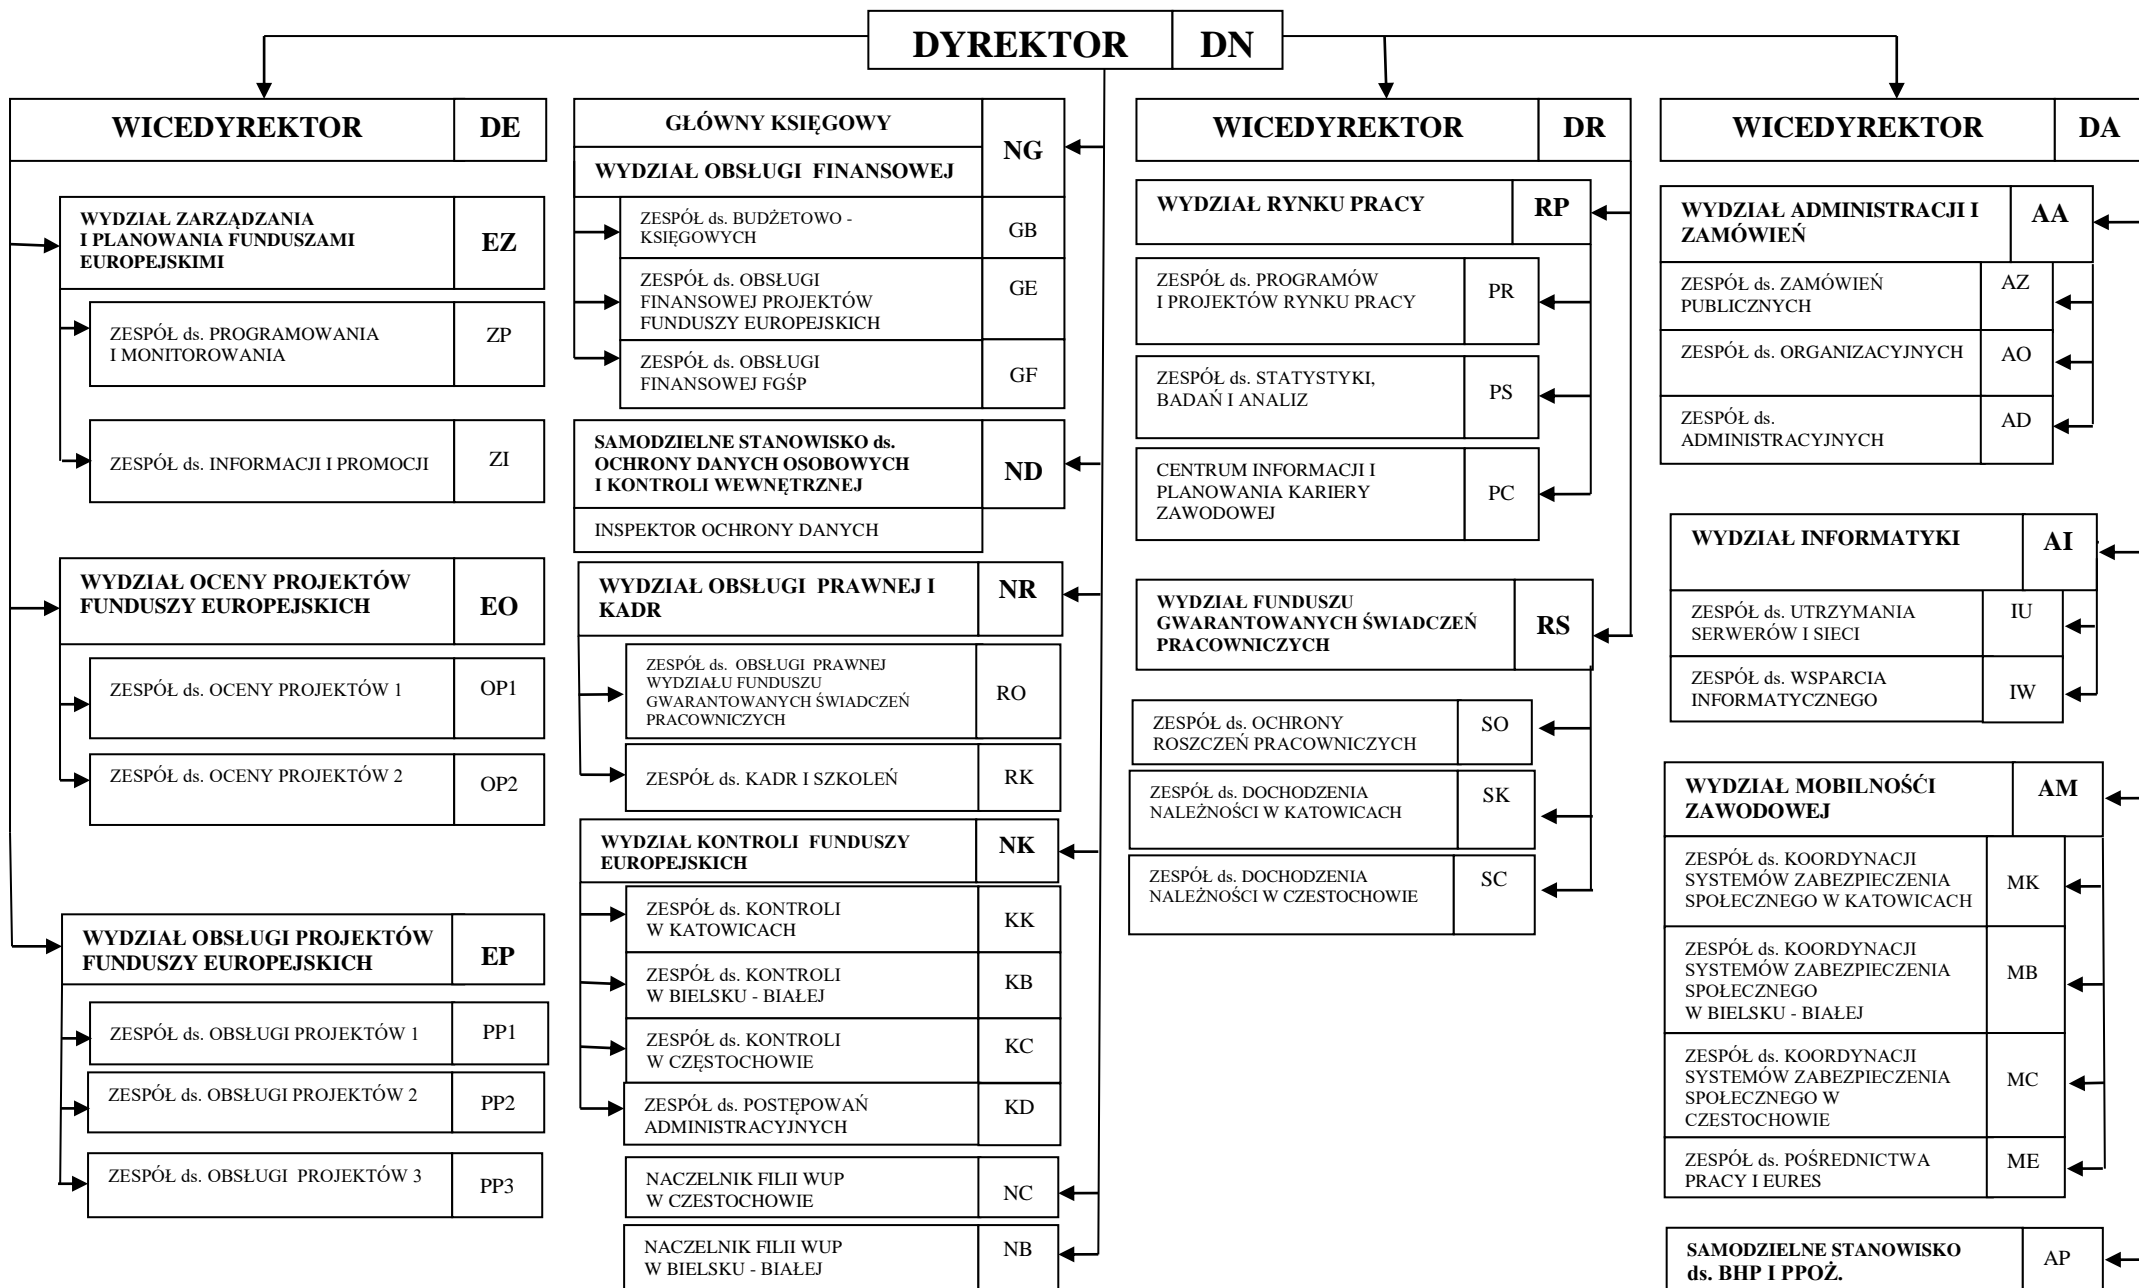 DYREKTOR DN
WICEDYREKTOR DE
WYDZIAŁ ZARZĄDZANIA
I PLANOWANIA FUNDUSZAMI
EUROPEJSKIMI
EZ
ZESPÓŁ ds. PROGRAMOWANIA
I MONITOROWANIA
ZP
ZESPÓŁ ds. INFORMACJI I PROMOCJI
ZI
WYDZIAŁ OCENY PROJEKTÓW
FUNDUSZY EUROPEJSKICH
EO
ZESPÓŁ ds. OCENY PROJEKTÓW 1
OP1
ZESPÓŁ ds. OCENY PROJEKTÓW 2
OP2
WYDZIAŁ OBSŁUGI PROJEKTÓW
FUNDUSZY EUROPEJSKICH
EP
ZESPÓŁ ds. OBSŁUGI PROJEKTÓW 1
PP1
ZESPÓŁ ds. OBSŁUGI PROJEKTÓW 2
PP2
ZESPÓŁ ds. OBSŁUGI PROJEKTÓW 3
PP3
GŁÓWNY KSIĘGOWY
NG
WYDZIAŁ OBSŁUGI FINANSOWEJ
ZESPÓŁ ds. BUDŻETOWO -
KSIĘGOWYCH
GB
ZESPÓŁ ds. OBSŁUGI
FINANSOWEJ PROJEKTÓW
FUNDUSZY EUROPEJSKICH
GE
ZESPÓŁ ds. OBSŁUGI
FINANSOWEJ FGŚP
GF
SAMODZIELNE STANOWISKO ds.
OCHRONY DANYCH OSOBOWYCH
I KONTROLI WEWNĘTRZNEJ
ND
INSPEKTOR OCHRONY DANYCH
WYDZIAŁ OBSŁUGI PRAWNEJ I
KADR
NR
ZESPÓŁ ds. OBSŁUGI PRAWNEJ
WYDZIAŁU FUNDUSZU
GWARANTOWANYCH ŚWIADCZEŃ
PRACOWNICZYCH
RO
ZESPÓŁ ds. KADR I SZKOLEŃ
RK
WYDZIAŁ KONTROLI FUNDUSZY
EUROPEJSKICH
NK
ZESPÓŁ ds. KONTROLI
W KATOWICACH
KK
ZESPÓŁ ds. KONTROLI
W BIELSKU - BIAŁEJ
KB
ZESPÓŁ ds. KONTROLI
W CZĘSTOCHOWIE
KC
ZESPÓŁ ds. POSTĘPOWAŃ
ADMINISTRACYJNYCH
KD
NACZELNIK FILII WUP
W CZESTOCHOWIE
NC
NACZELNIK FILII WUP
W BIELSKU - BIAŁEJ
NB
WICEDYREKTOR DR
WYDZIAŁ RYNKU PRACY
RP
ZESPÓŁ ds. PROGRAMÓW
I PROJEKTÓW RYNKU PRACY
PR
ZESPÓŁ ds. STATYSTYKI,
BADAŃ I ANALIZ
PS
CENTRUM INFORMACJI I
PLANOWANIA KARIERY
ZAWODOWEJ
PC
WYDZIAŁ FUNDUSZU
GWARANTOWANYCH ŚWIADCZEŃ
PRACOWNICZYCH
RS
ZESPÓŁ ds. OCHRONY
ROSZCZEŃ PRACOWNICZYCH
SO
ZESPÓŁ ds. DOCHODZENIA
NALEŻNOŚCI W KATOWICACH
SK
ZESPÓŁ ds. DOCHODZENIA
NALEŻNOŚCI W CZESTOCHOWIE
SC
WICEDYREKTOR DA
WYDZIAŁ ADMINISTRACJI I
ZAMÓWIEŃ
AA
ZESPÓŁ ds. ZAMÓWIEŃ
PUBLICZNYCH
AZ
ZESPÓŁ ds. ORGANIZACYJNYCH
AO
ZESPÓŁ ds.
ADMINISTRACYJNYCH
AD
WYDZIAŁ INFORMATYKI
AI
ZESPÓŁ ds. UTRZYMANIA
SERWERÓW I SIECI
IU
ZESPÓŁ ds. WSPARCIA
INFORMATYCZNEGO
IW
WYDZIAŁ MOBILNOŚĆI
ZAWODOWEJ
AM
ZESPÓŁ ds. KOORDYNACJI
SYSTEMÓW ZABEZPIECZENIA
SPOŁECZNEGO W KATOWICACH
MK
ZESPÓŁ ds. KOORDYNACJI
SYSTEMÓW ZABEZPIECZENIA
SPOŁECZNEGO
W BIELSKU - BIAŁEJ
MB
ZESPÓŁ ds. KOORDYNACJI
SYSTEMÓW ZABEZPIECZENIA
SPOŁECZNEGO W
CZESTOCHOWIE
MC
ZESPÓŁ ds. POŚREDNICTWA
PRACY I EURES
ME
SAMODZIELNE STANOWISKO
ds. BHP I PPOŻ.
AP